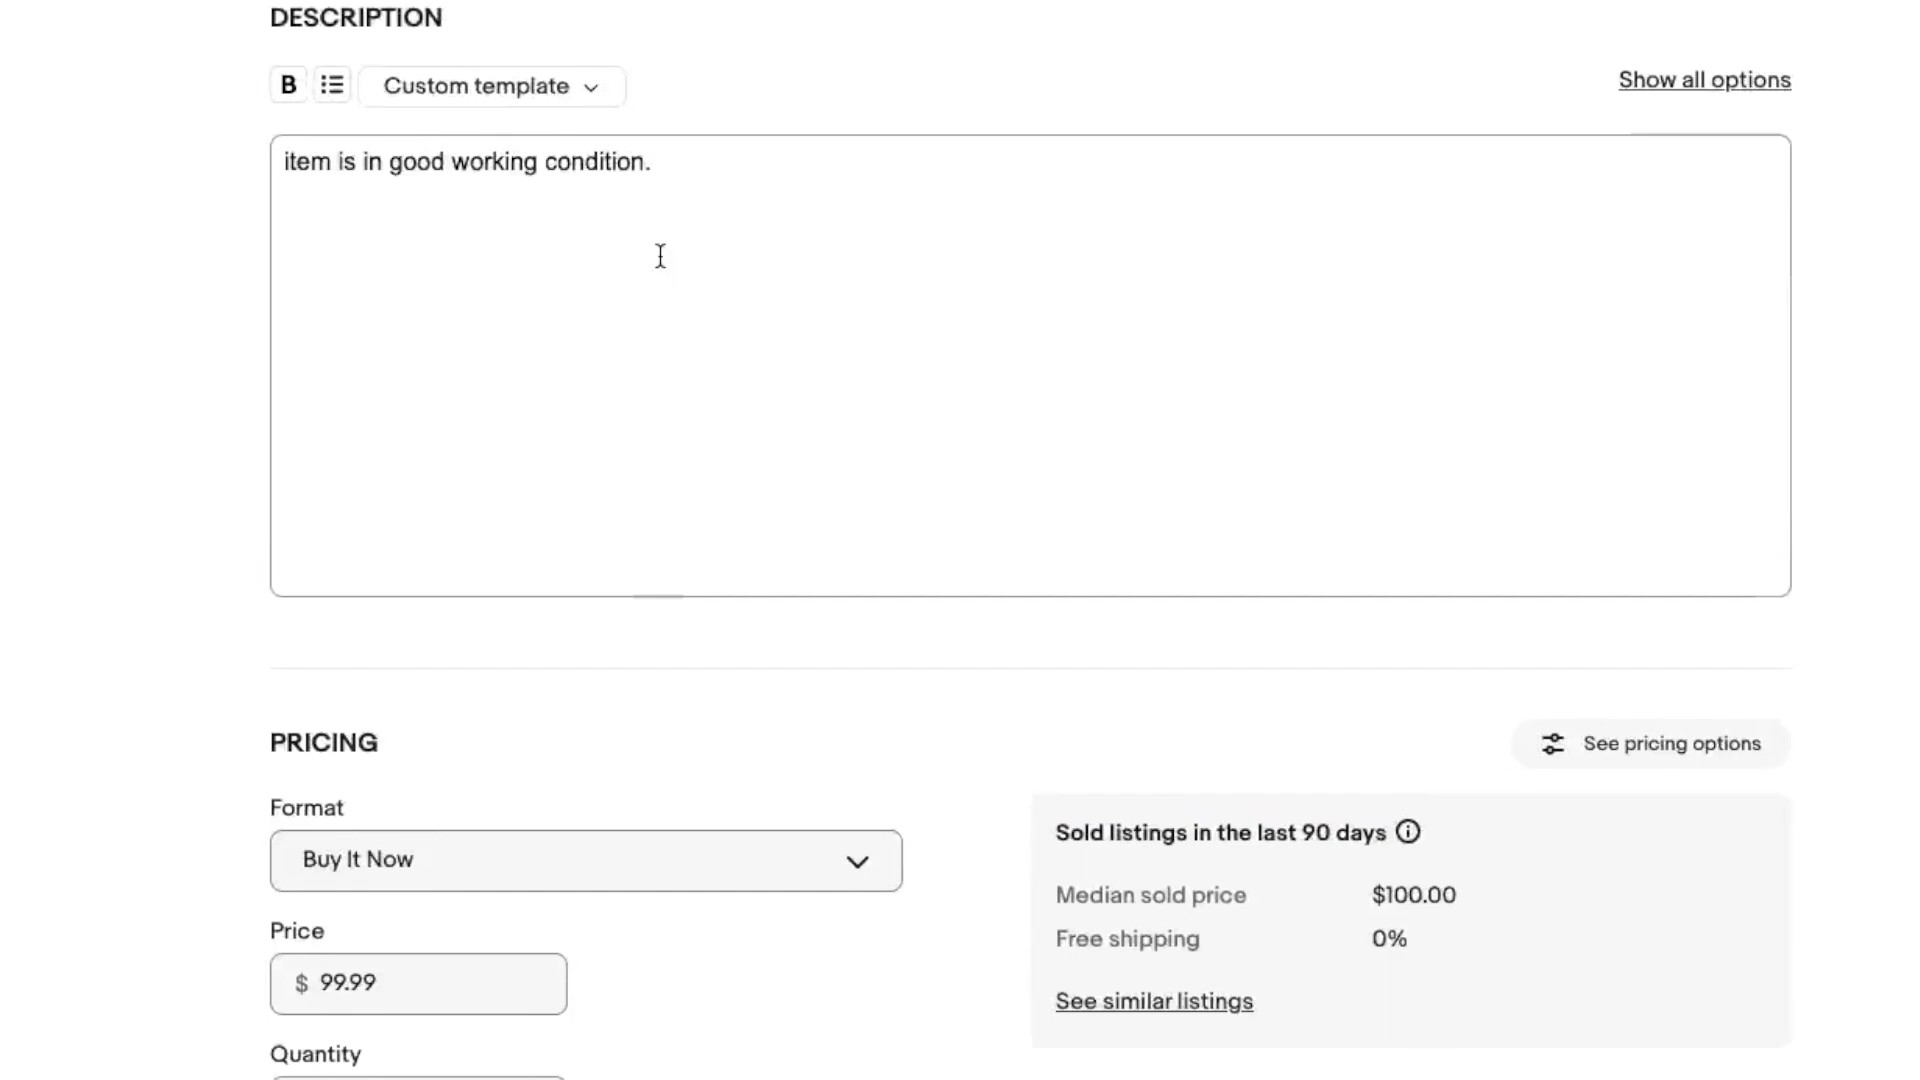 DESCRIPTION
B
Custom template
Show all options
item is in good working condition.
PRICING
See pricing options
Format
Buy It Now
Price
$ 99.99
Quantity
Sold listings in the last 90 days
Median sold price $100.00
Free shipping 0%
See similar listings